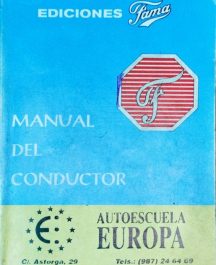 EDICIONES Fama
MANUAL
DEL
CONDUCTOR
AUTOESCUELA
EUROPA
C/. Astorga, 29 Tels.: (987) 24 64 69